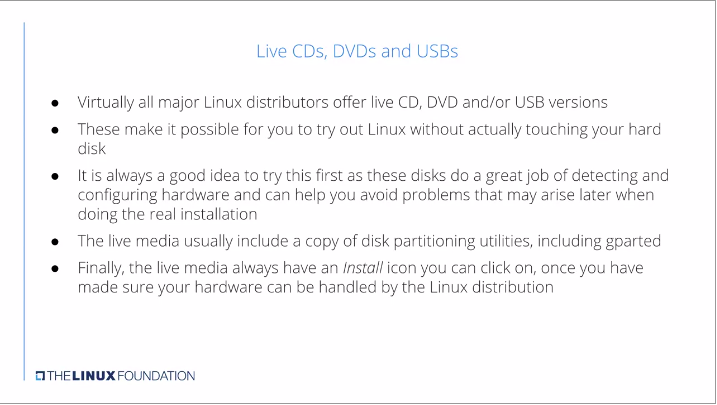 Live CDs, DVDs and USBs
● Virtually all major Linux distributors offer live CD, DVD and/or USB versions
● These make it possible for you to try out Linux without actually touching your hard
disk
● It is always a good idea to try this first as these disks do a great job of detecting and
configuring hardware and can help you avoid problems that may arise later when
doing the real installation
● The live media usually include a copy of disk partitioning utilities, including gparted
● Finally, the live media always have an Install icon you can click on, once you have
made sure your hardware can be handled by the Linux distribution
THE LINUX FOUNDATION